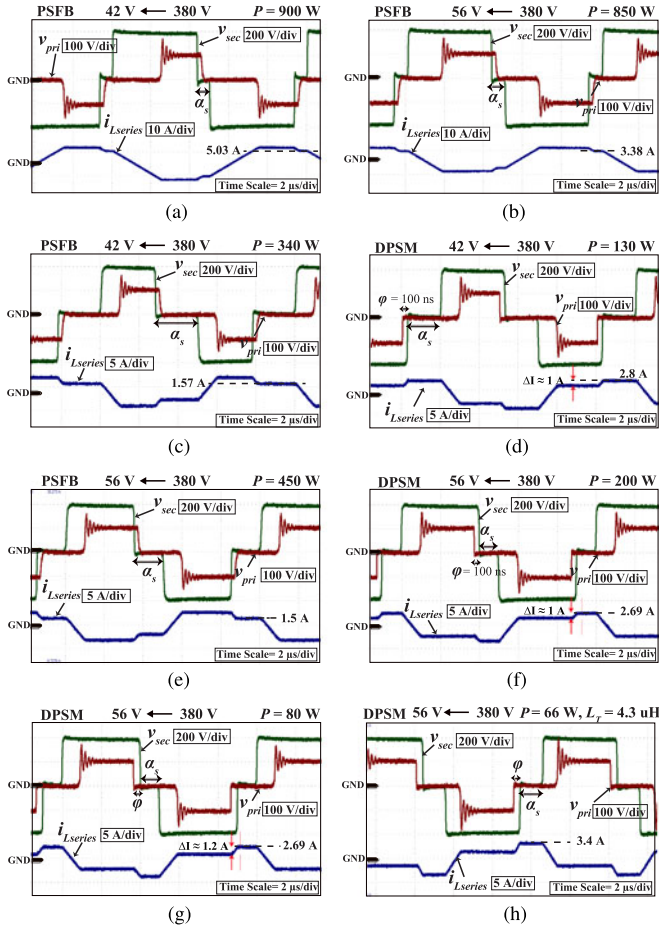 PSFB 42 V ← 380 V P = 900 W
v_sec 200 V/div
v_pri 100 V/div
GND
α_s
i_Lseries 10 A/div
5.03 A
GND
Time Scale= 2 μs/div
(a)
PSFB 56 V ← 380 V P = 850 W
v_sec 200 V/div
GND
α_s
v_pri 100 V/div
i_Lseries 10 A/div
GND
3.38 A
Time Scale= 2 μs/div
(b)
PSFB 42 V ← 380 V P = 340 W
v_sec 200 V/div
GND
α_s
v_pri 100 V/div
i_Lseries 5 A/div
1.57 A
GND
Time Scale= 2 μs/div
(c)
DPSM 42 V ← 380 V P = 130 W
v_sec 200 V/div
φ = 100 ns
v_pri 100 V/div
GND
α_s
ΔI ≈ 1 A
2.8 A
GND
i_Lseries 5 A/div
Time Scale= 2 μs/div
(d)
PSFB 56 V ← 380 V P = 450 W
v_sec 200 V/div
GND
α_s
v_pri 100 V/div
i_Lseries 5 A/div
1.5 A
GND
Time Scale= 2 μs/div
(e)
DPSM 56 V ← 380 V P = 200 W
v_sec 200 V/div
α_s
GND
φ = 100 ns
v_pri 100 V/div
i_Lseries 5 A/div
ΔI ≈ 1 A
2.69 A
GND
Time Scale= 2 μs/div
(f)
DPSM 56 V ← 380 V P = 80 W
v_sec 200 V/div
α_s
GND
φ
v_pri 100 V/div
i_Lseries 5 A/div
ΔI ≈ 1.2 A
2.69 A
GND
Time Scale= 2 μs/div
(g)
DPSM 56 V ← 380 V P = 66 W, L_T = 4.3 uH
v_sec 200 V/div
φ
GND
α_s
v_pri 100 V/div
3.4 A
GND
i_Lseries 5 A/div
Time Scale= 2 μs/div
(h)